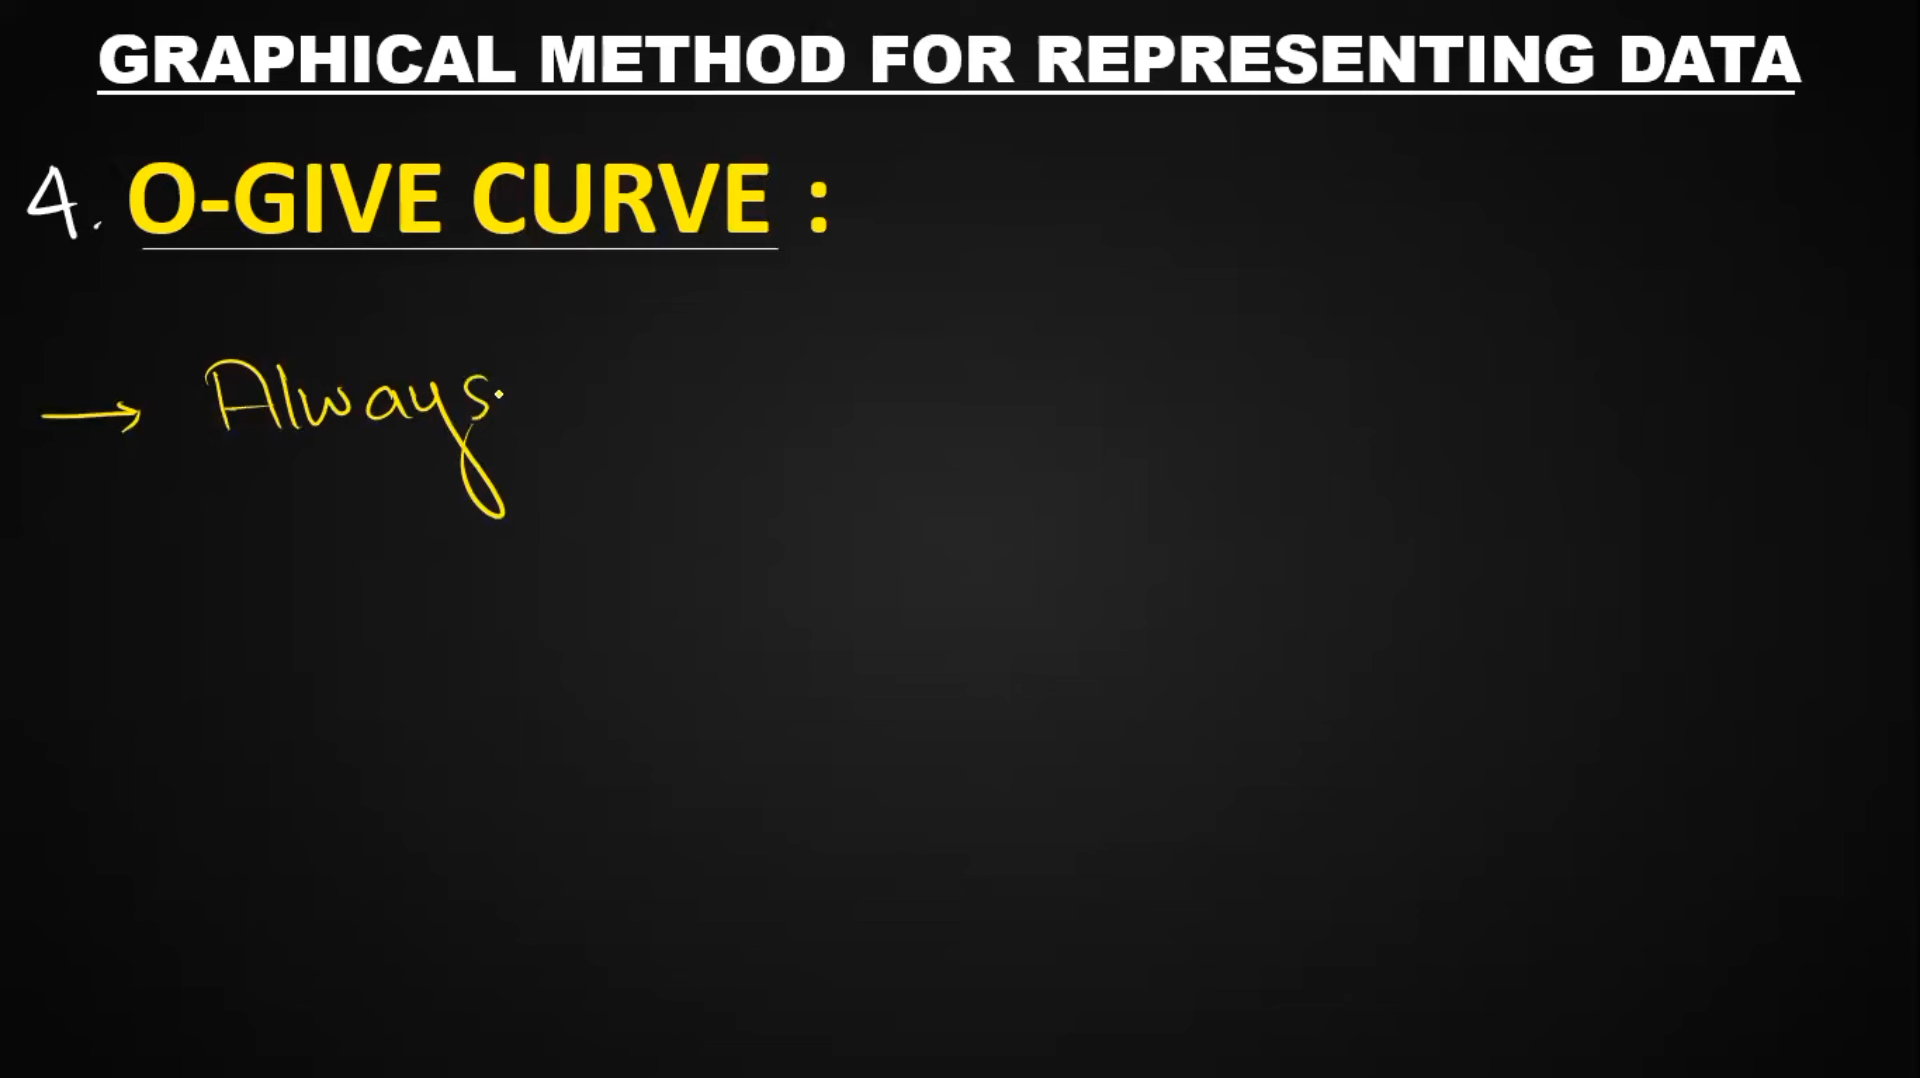 GRAPHICAL METHOD FOR REPRESENTING DATA
4. O-GIVE CURVE :
→ Always